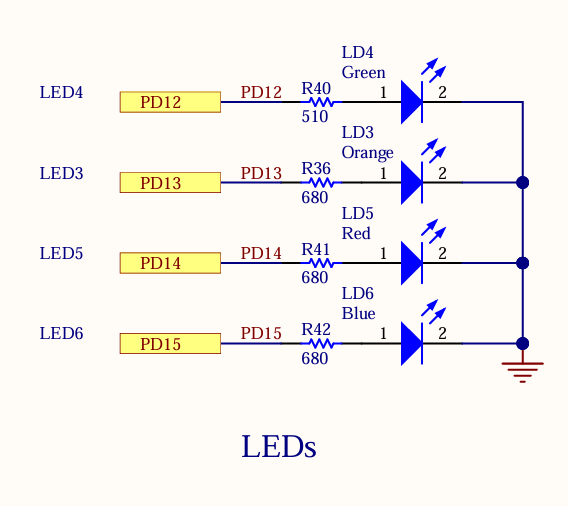 LD4
Green
LED4 PD12 PD12 R40 1 2
510
LD3
Orange
LED3 PD13 PD13 R36 1 2
680
LD5
Red
LED5 PD14 PD14 R41 1 2
680
LD6
Blue
LED6 PD15 PD15 R42 1 2
680
LEDs